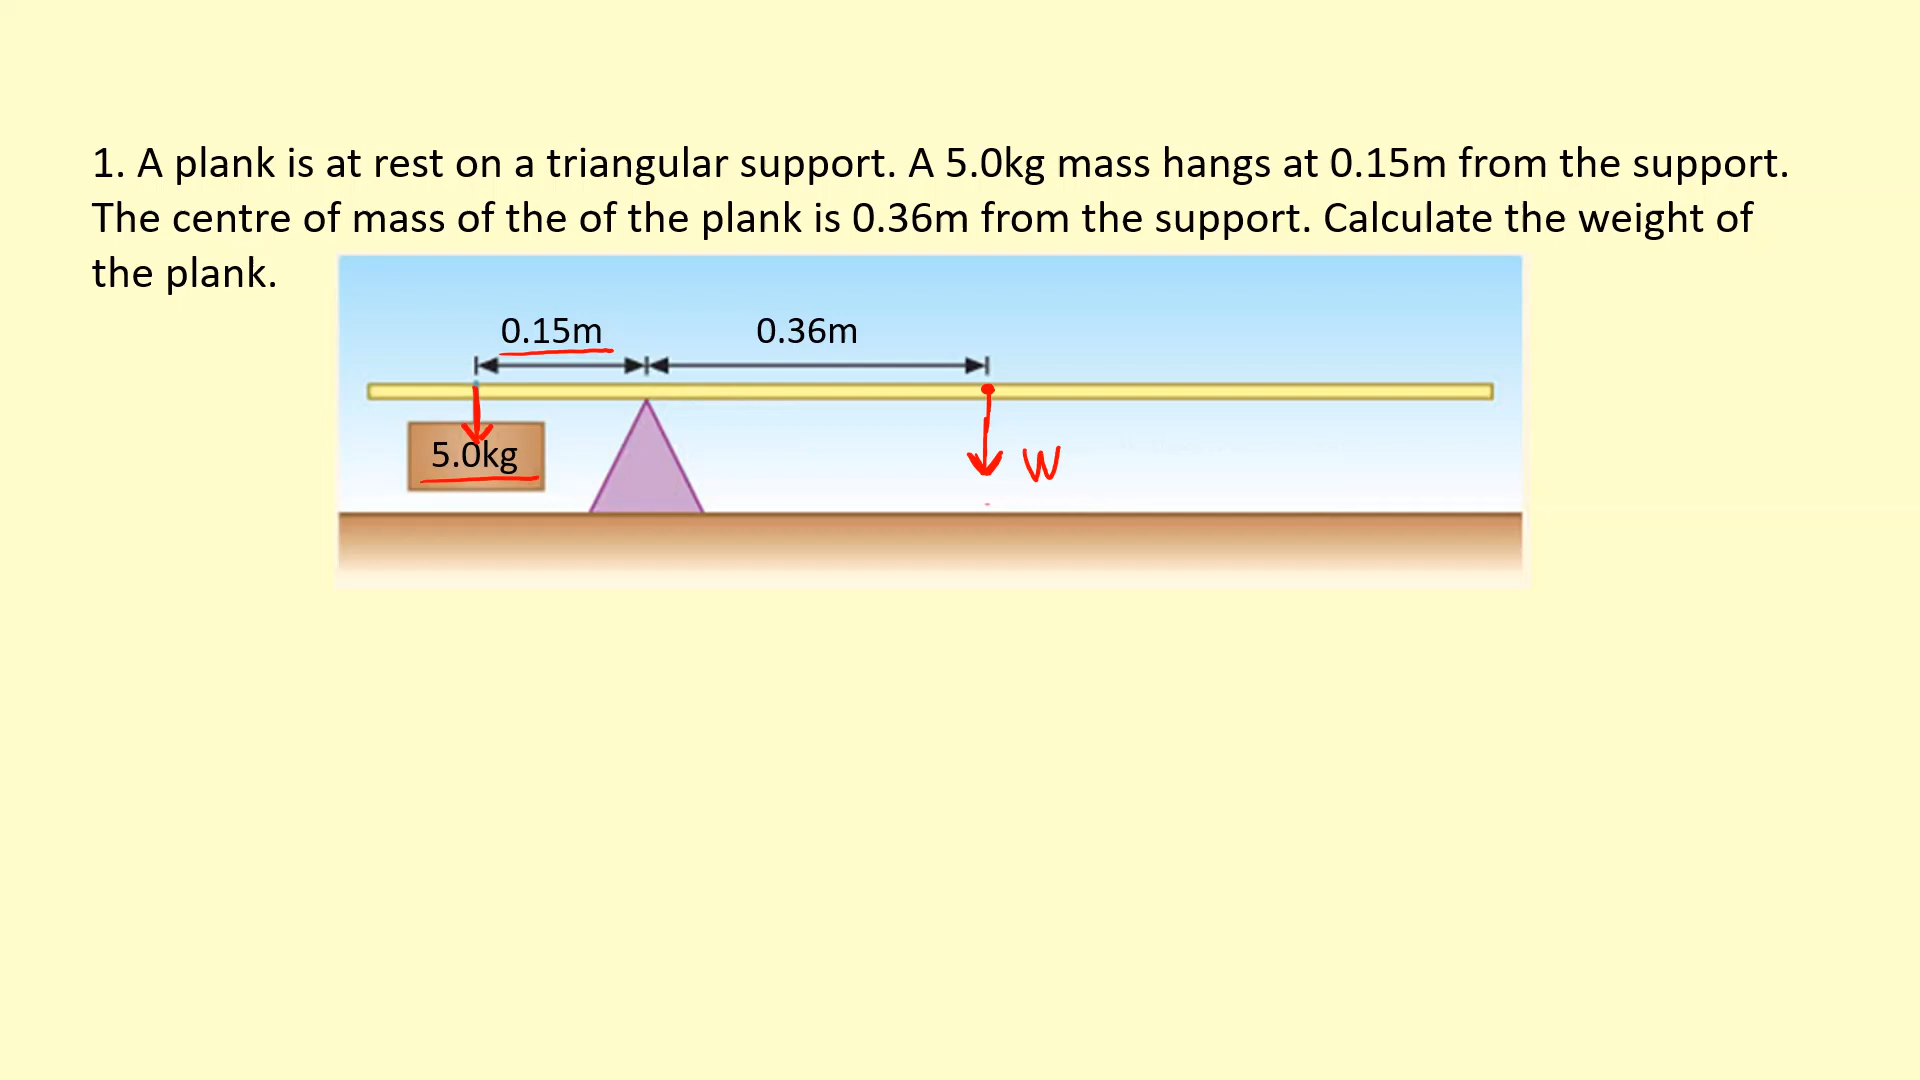 1. A plank is at rest on a triangular support. A 5.0kg mass hangs at 0.15m from the support.
The centre of mass of the of the plank is 0.36m from the support. Calculate the weight of
the plank.
0.15m
0.36m
5.0kg
W